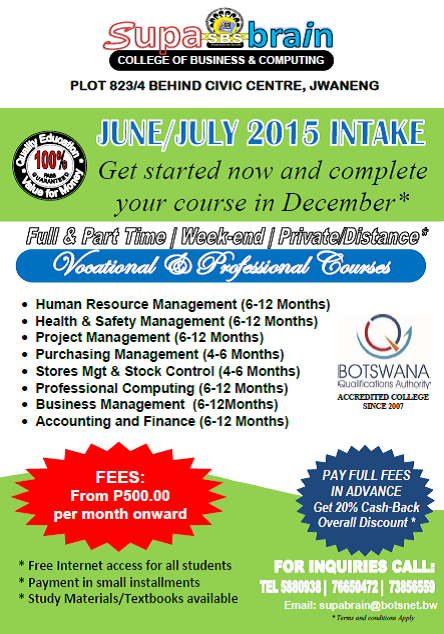 Supa brain
S.B.S
COLLEGE OF BUSINESS & COMPUTING
PLOT 823/4 BEHIND CIVIC CENTRE, JWANENG
JUNE/JULY 2015 INTAKE
Quality Education
100%
PASS
GUARANTEED
Value for Money
Get started now and complete
your course in December*
Full & Part Time | Week-end | Private/Distance*
Vocational & Professional Courses
• Human Resource Management (6-12 Months)
• Health & Safety Management (6-12 Months)
• Project Management (6-12 Months)
• Purchasing Management (4-6 Months)
• Stores Mgt & Stock Control (4-6 Months)
• Professional Computing (6-12 Months)
• Business Management (6-12Months)
• Accounting and Finance (6-12 Months)
BOTSWANA
Qualifications Authority
ACCREDITED COLLEGE
SINCE 2007
FEES:
From P500.00
per month onward
PAY FULL FEES
IN ADVANCE
Get 20% Cash-Back
Overall Discount *
* Free Internet access for all students
* Payment in small installments
* Study Materials/Textbooks available
FOR INQUIRIES CALL:
TEL 5880938 | 76650472 | 73856559
Email: supabrain@botsnet.bw
* Terms and conditions Apply